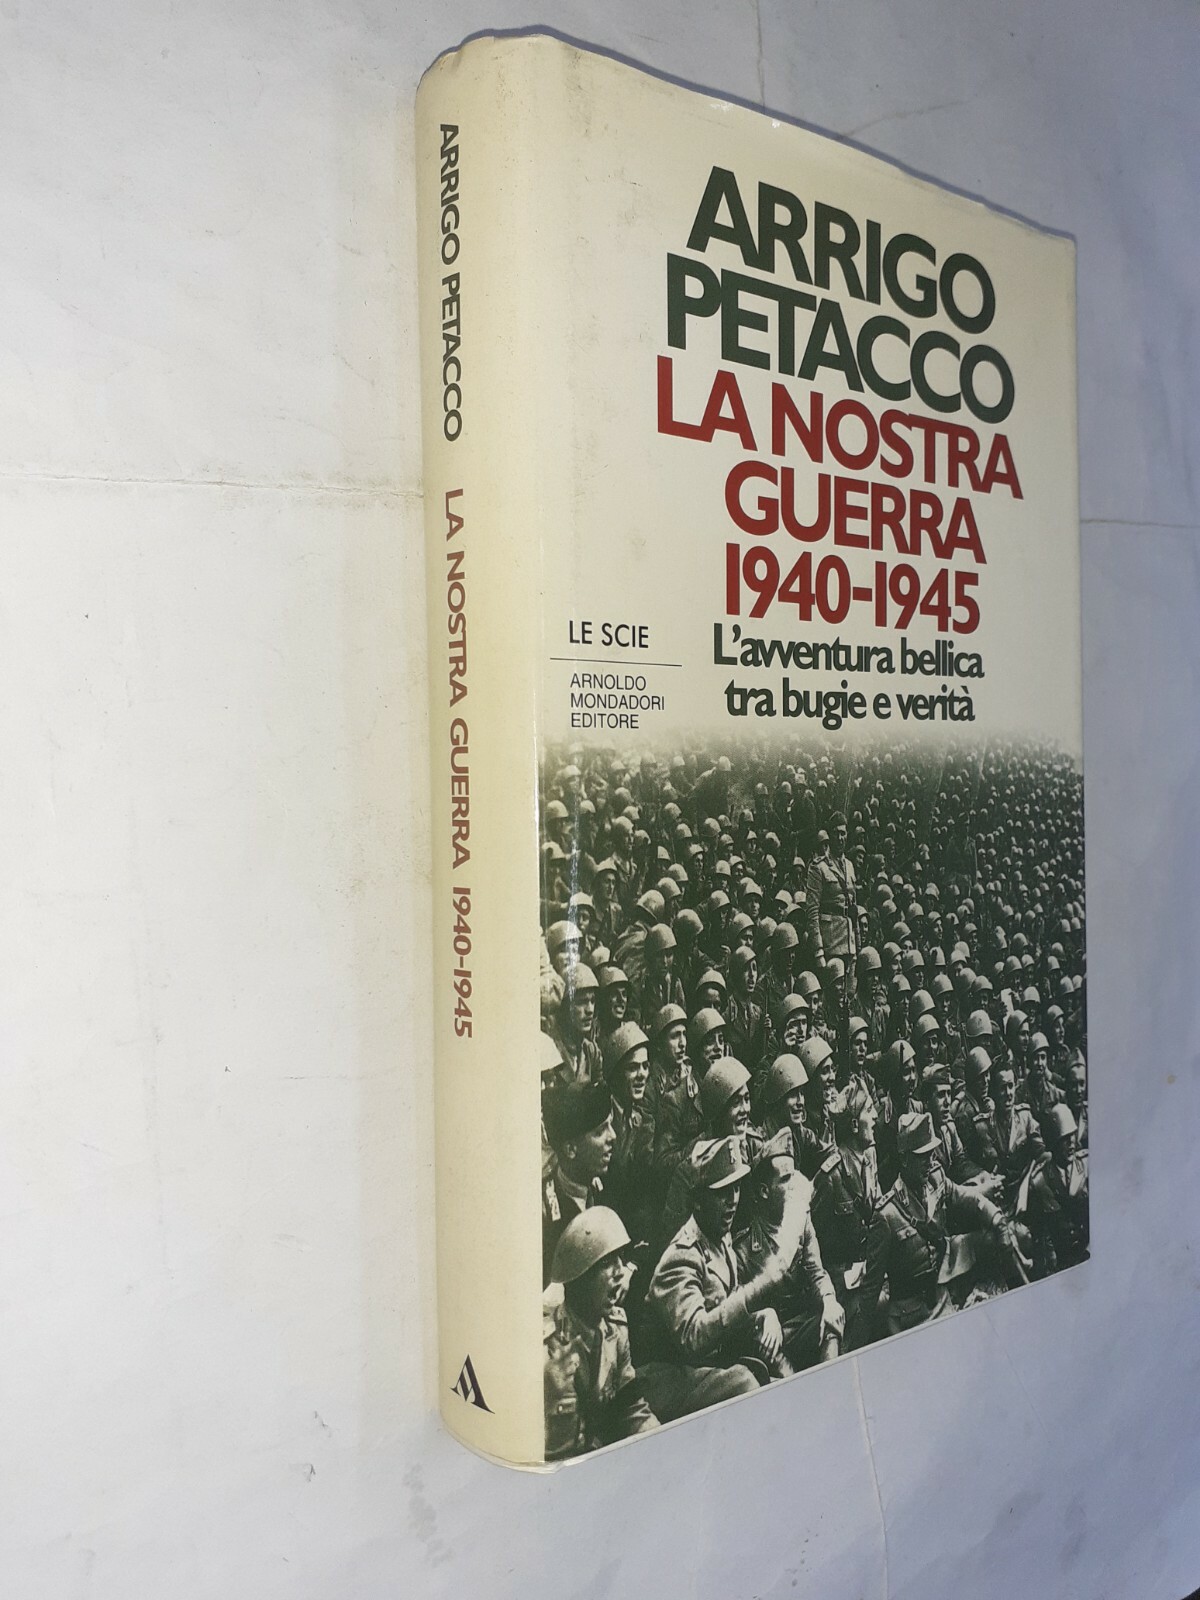 ARRIGO PETACCO LA NOSTRA GUERRA 1940-1945
ARRIGO
PETACCO
LA NOSTRA
GUERRA
1940-1945
L'avventura bellica
tra bugie e verità
LE SCIE
ARNOLDO
MONDADORI
EDITORE